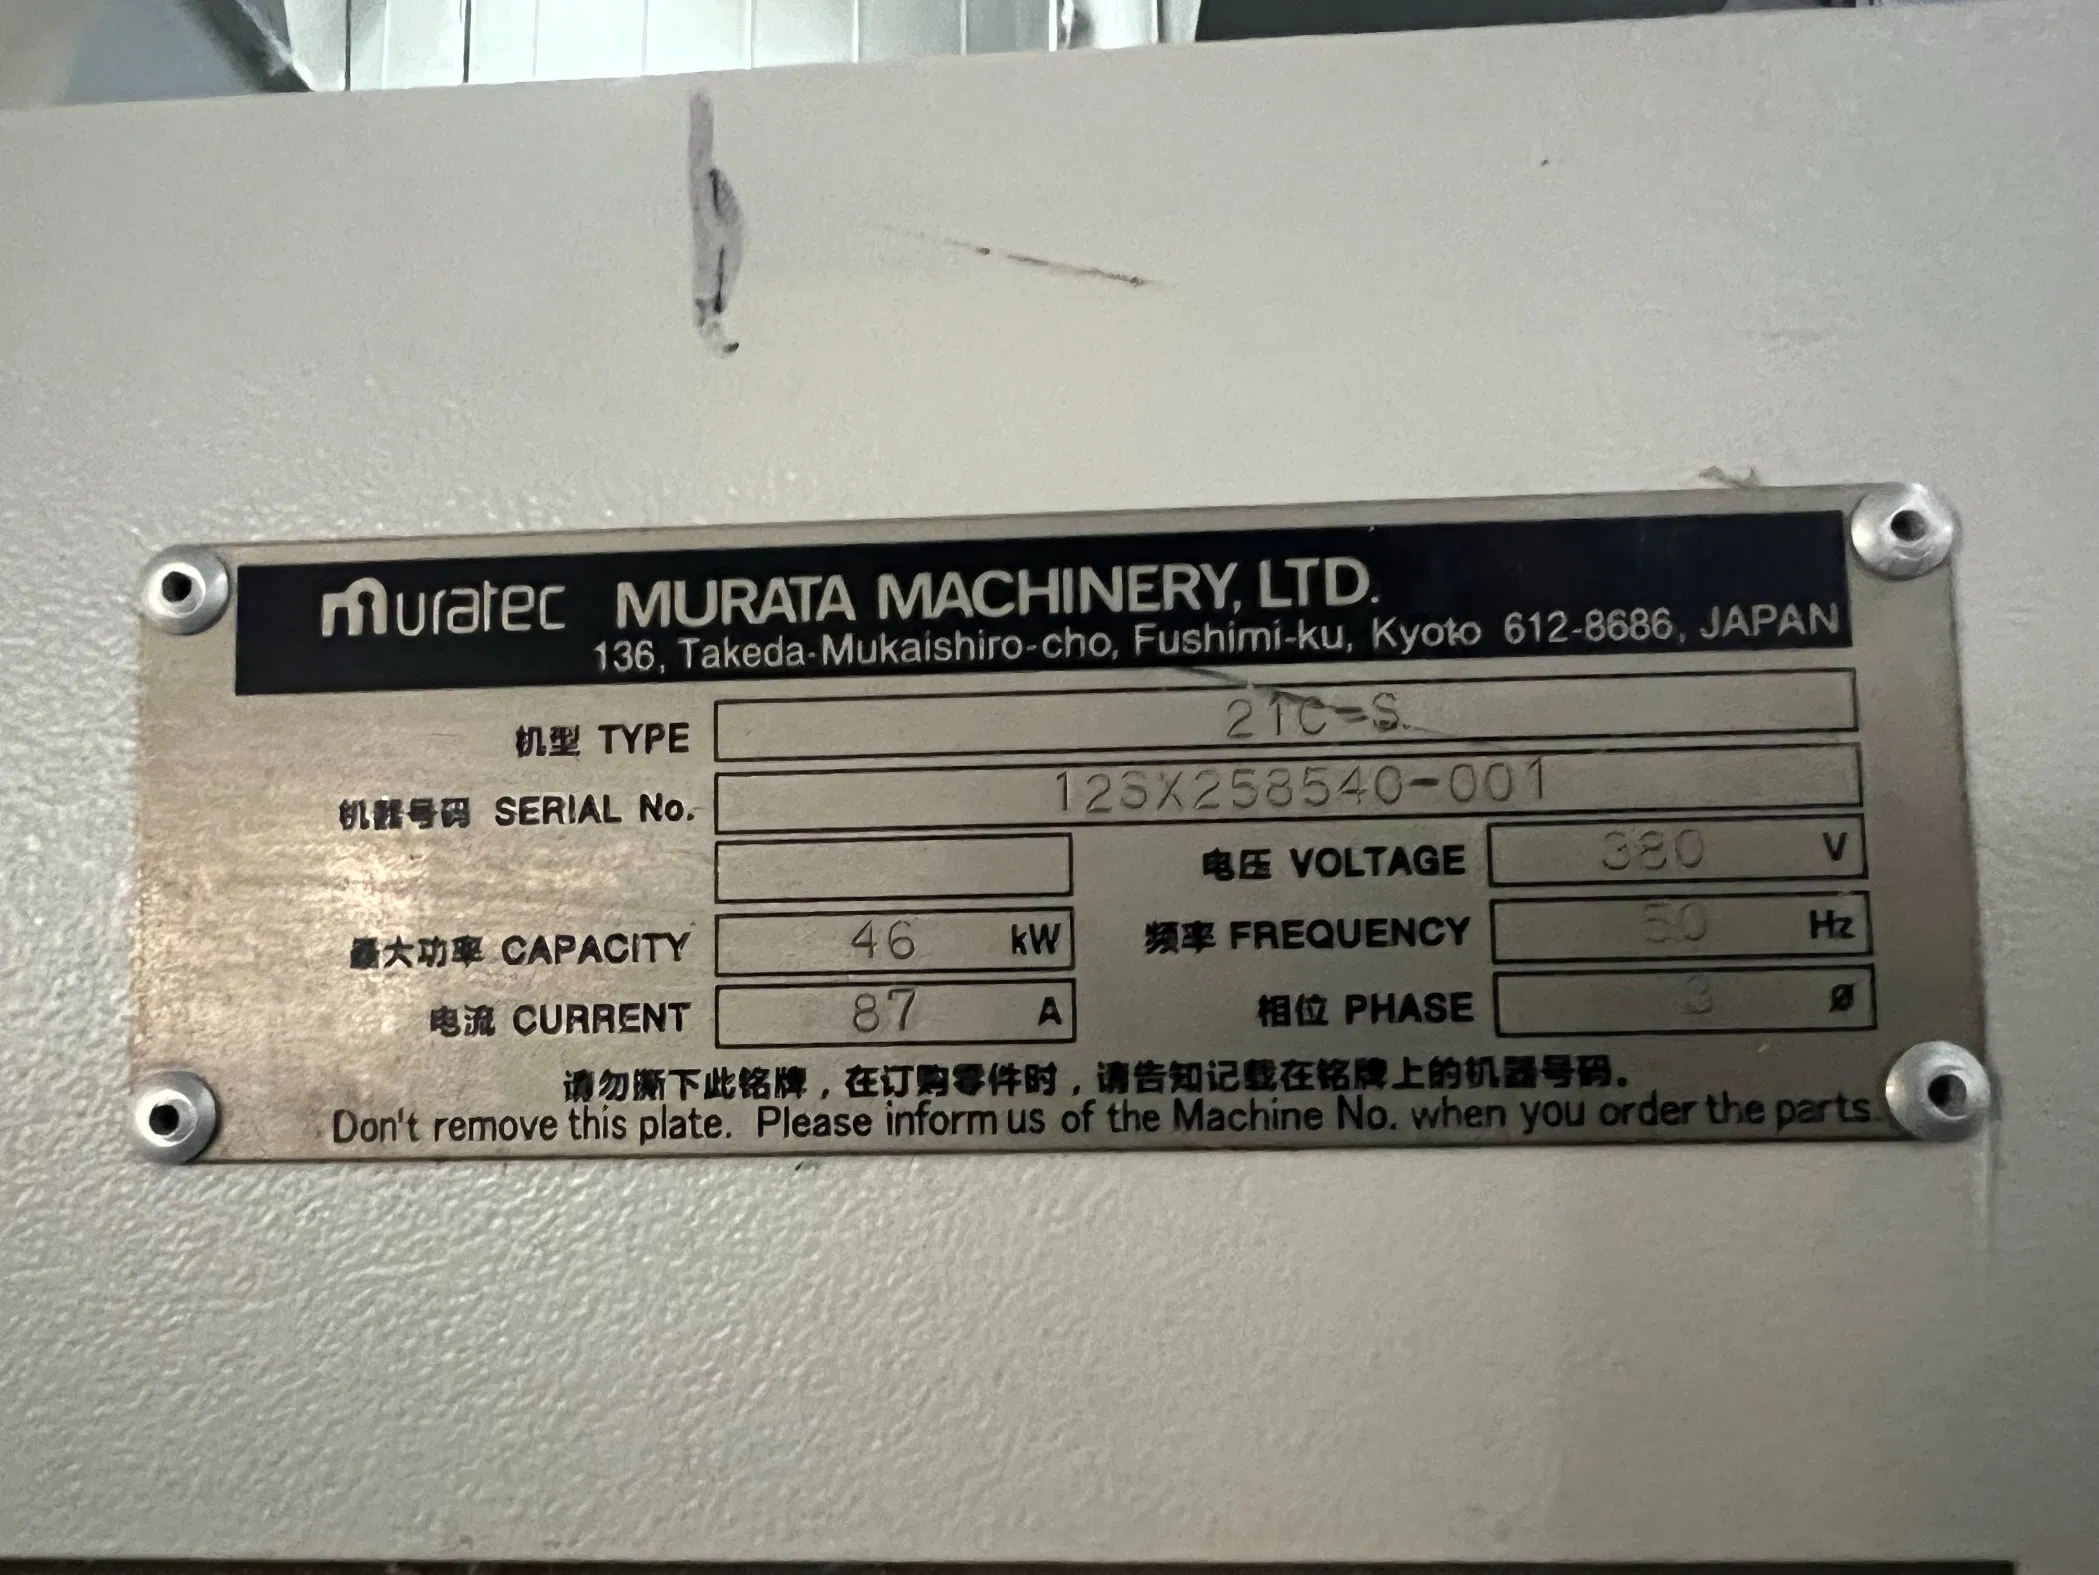 muratec MURATA MACHINERY, LTD.
136, Takeda-Mukaishiro-cho, Fushimi-ku, Kyoto 612-8686, JAPAN
机型 TYPE 21C-S
机器号码 SERIAL No. 12SX258540-001
电压 VOLTAGE 380 V
最大功率 CAPACITY 46 kW
频率 FREQUENCY 50 Hz
电流 CURRENT 87 A
相位 PHASE 3 Ø
请勿撕下此铭牌，在订购零件时，请告知记载在铭牌上的机器号码.
Don't remove this plate. Please inform us of the Machine No. when you order the parts